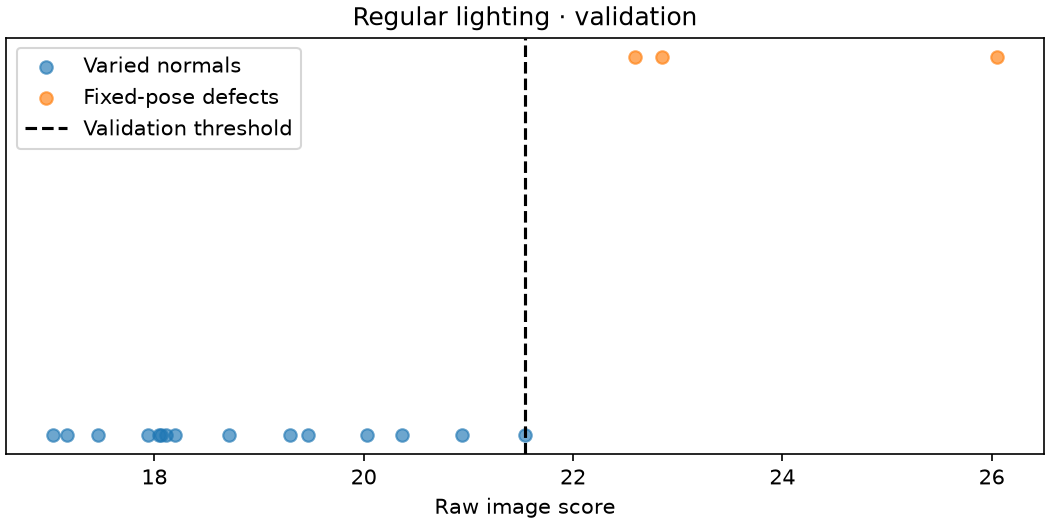 Regular lighting · validation
Varied normals
Fixed-pose defects
Validation threshold
18 20 22 24 26
Raw image score